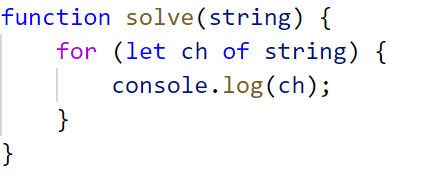 function solve(string) {
    for (let ch of string) {
        console.log(ch);
    }
}